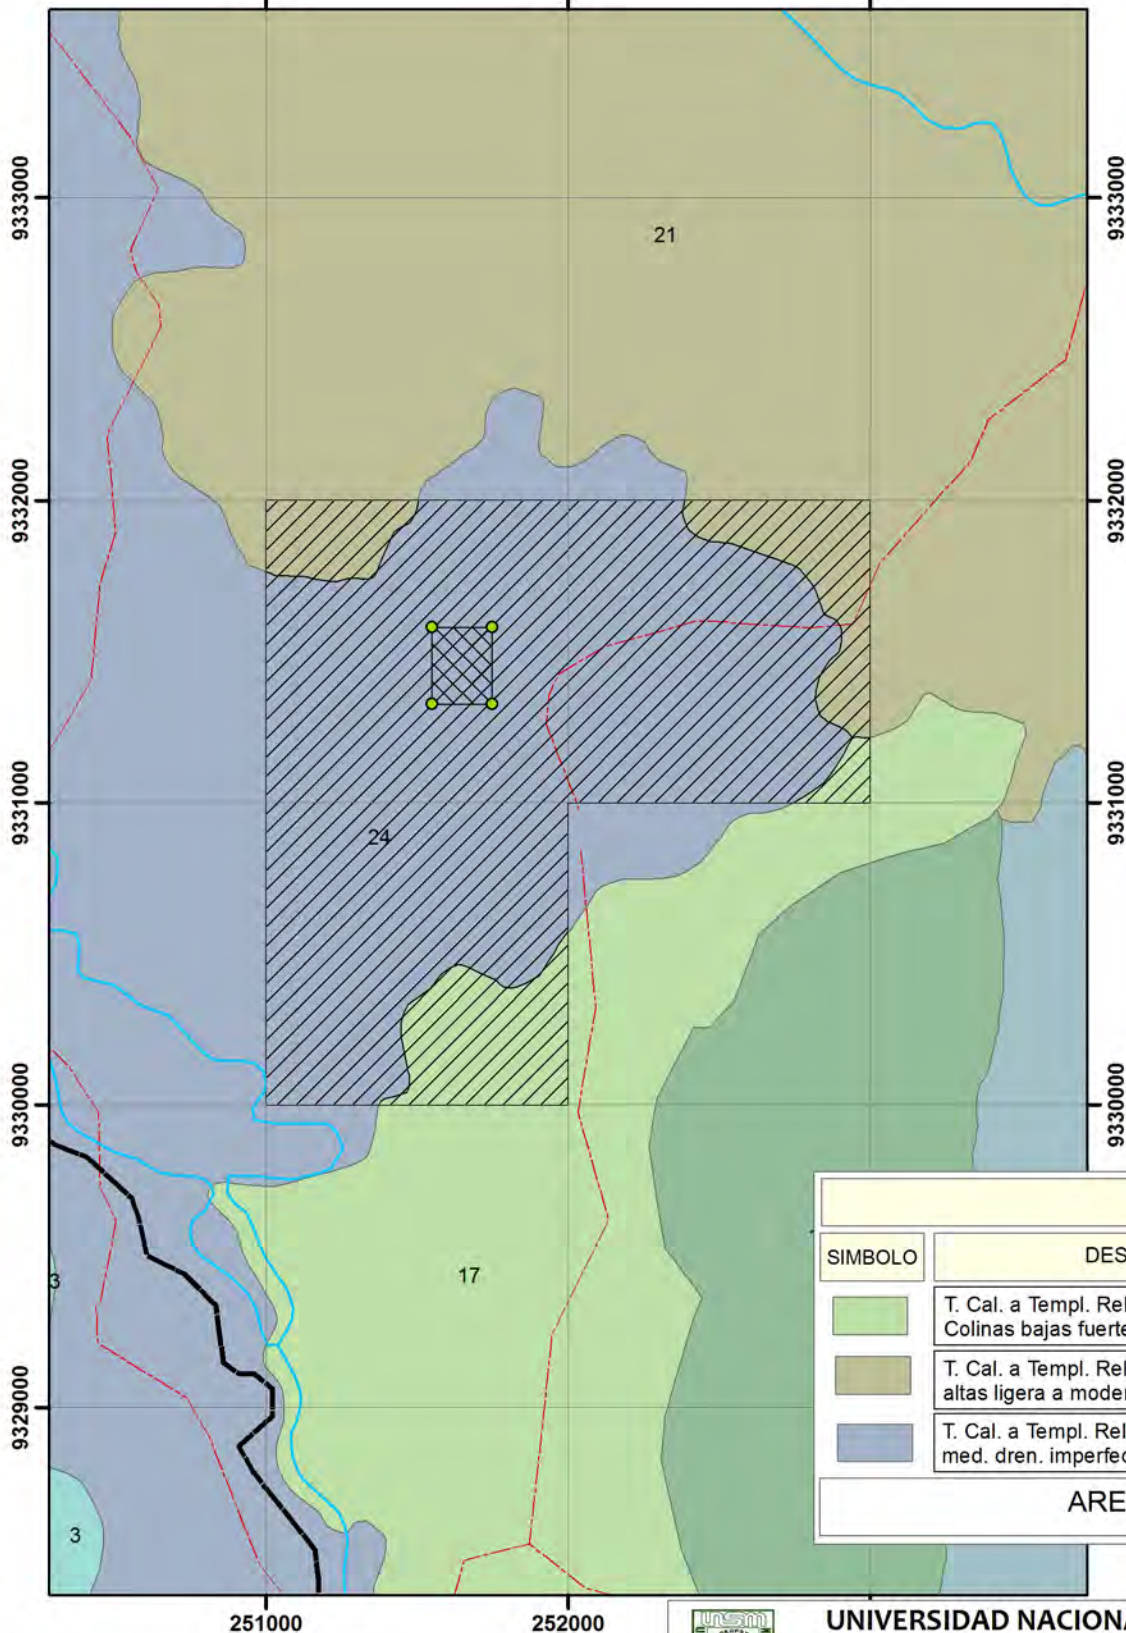 9333000
9333000
21
9332000
9332000
9331000
9331000
24
9330000
9330000
3
17
SIMBOLO
DES
T. Cal. a Templ. Rel
Colinas bajas fuerte
T. Cal. a Templ. Rel
altas ligera a moder
T. Cal. a Templ. Rel
med. dren. imperfec
ARE
9329000
3
251000
252000
UNIVERSIDAD NACIONA